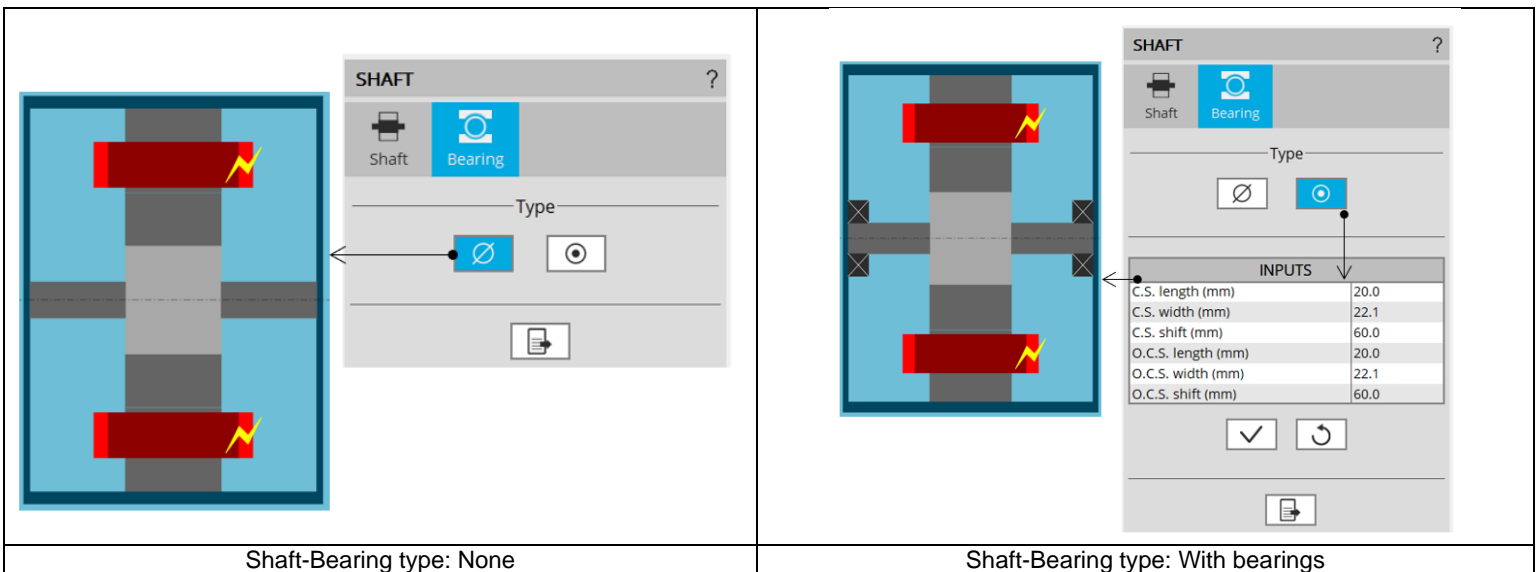 SHAFT ?
Shaft Bearing
Type
Shaft-Bearing type: None
SHAFT ?
Shaft Bearing
Type
INPUTS
C.S. length (mm) 20.0
C.S. width (mm) 22.1
C.S. shift (mm) 60.0
O.C.S. length (mm) 20.0
O.C.S. width (mm) 22.1
O.C.S. shift (mm) 60.0
Shaft-Bearing type: With bearings